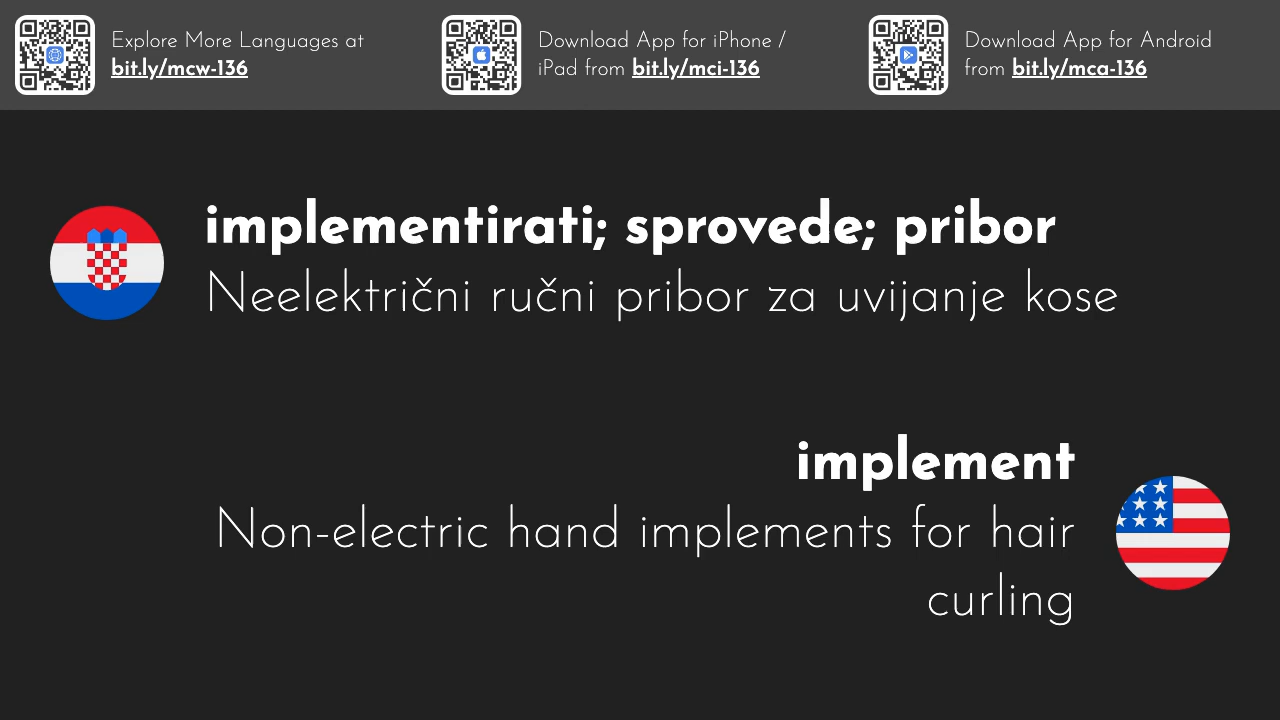 Explore More Languages at
bit.ly/mcw-136
Download App for iPhone /
iPad from bit.ly/mci-136
Download App for Android
from bit.ly/mca-136
implementirati; sprovede; pribor
Neelektrični ručni pribor za uvijanje kose
implement
Non-electric hand implements for hair
curling